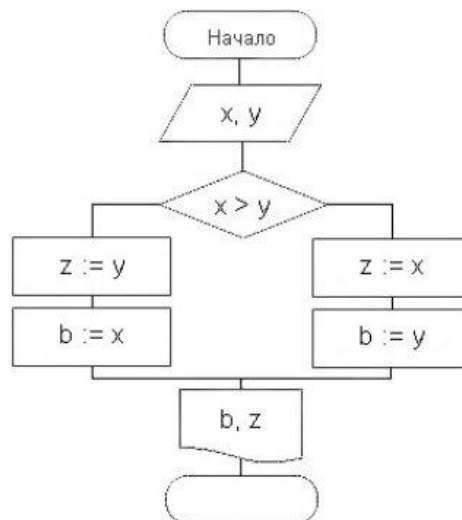 Начало
x, y
x > y
z := y
z := x
b := x
b := y
b, z